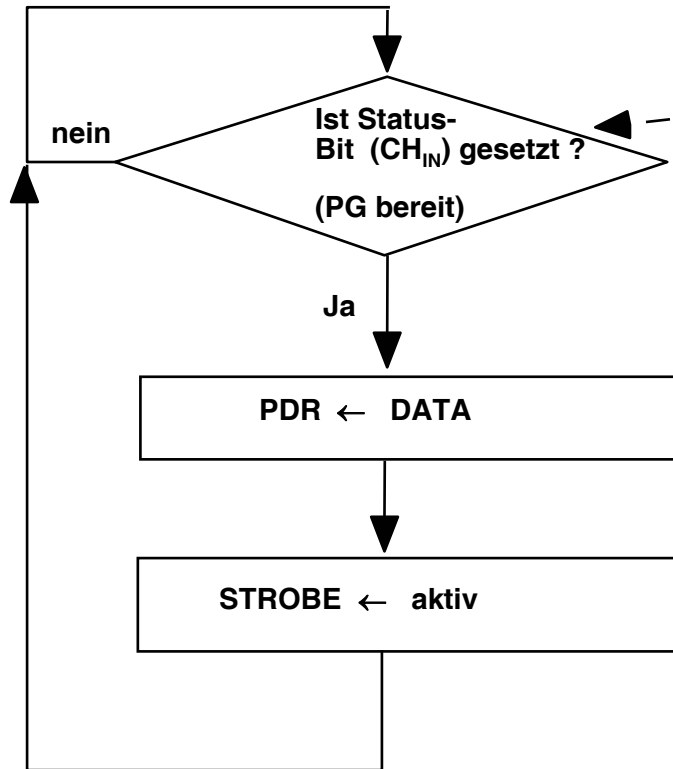 Ist Status-
nein
Bit (CH_IN) gesetzt ?
(PG bereit)
Ja
PDR ← DATA
STROBE ← aktiv